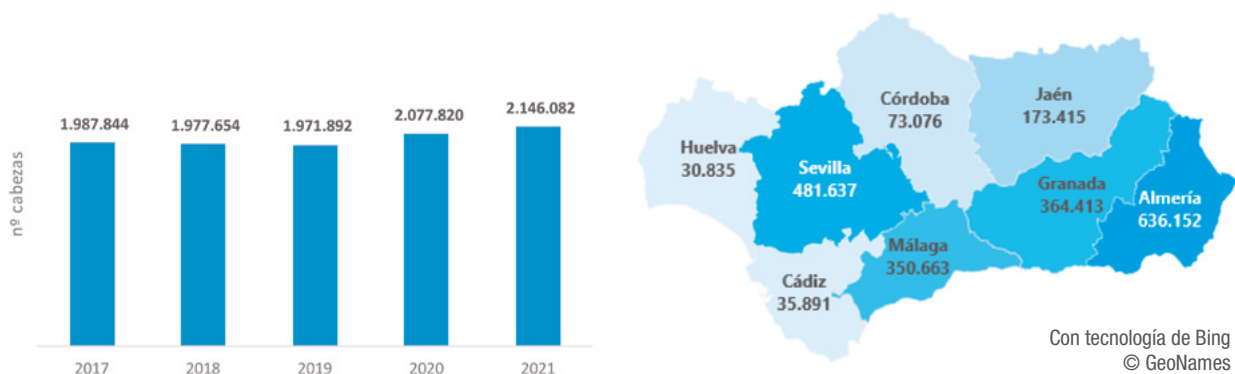 nº cabezas
1.987.844
1.977.654
1.971.892
2.077.820
2.146.082
2017
2018
2019
2020
2021
Huelva
30.835
Sevilla
481.637
Córdoba
73.076
Jaén
173.415
Granada
364.413
Almería
636.152
Málaga
350.663
Cádiz
35.891
Con tecnología de Bing
© GeoNames